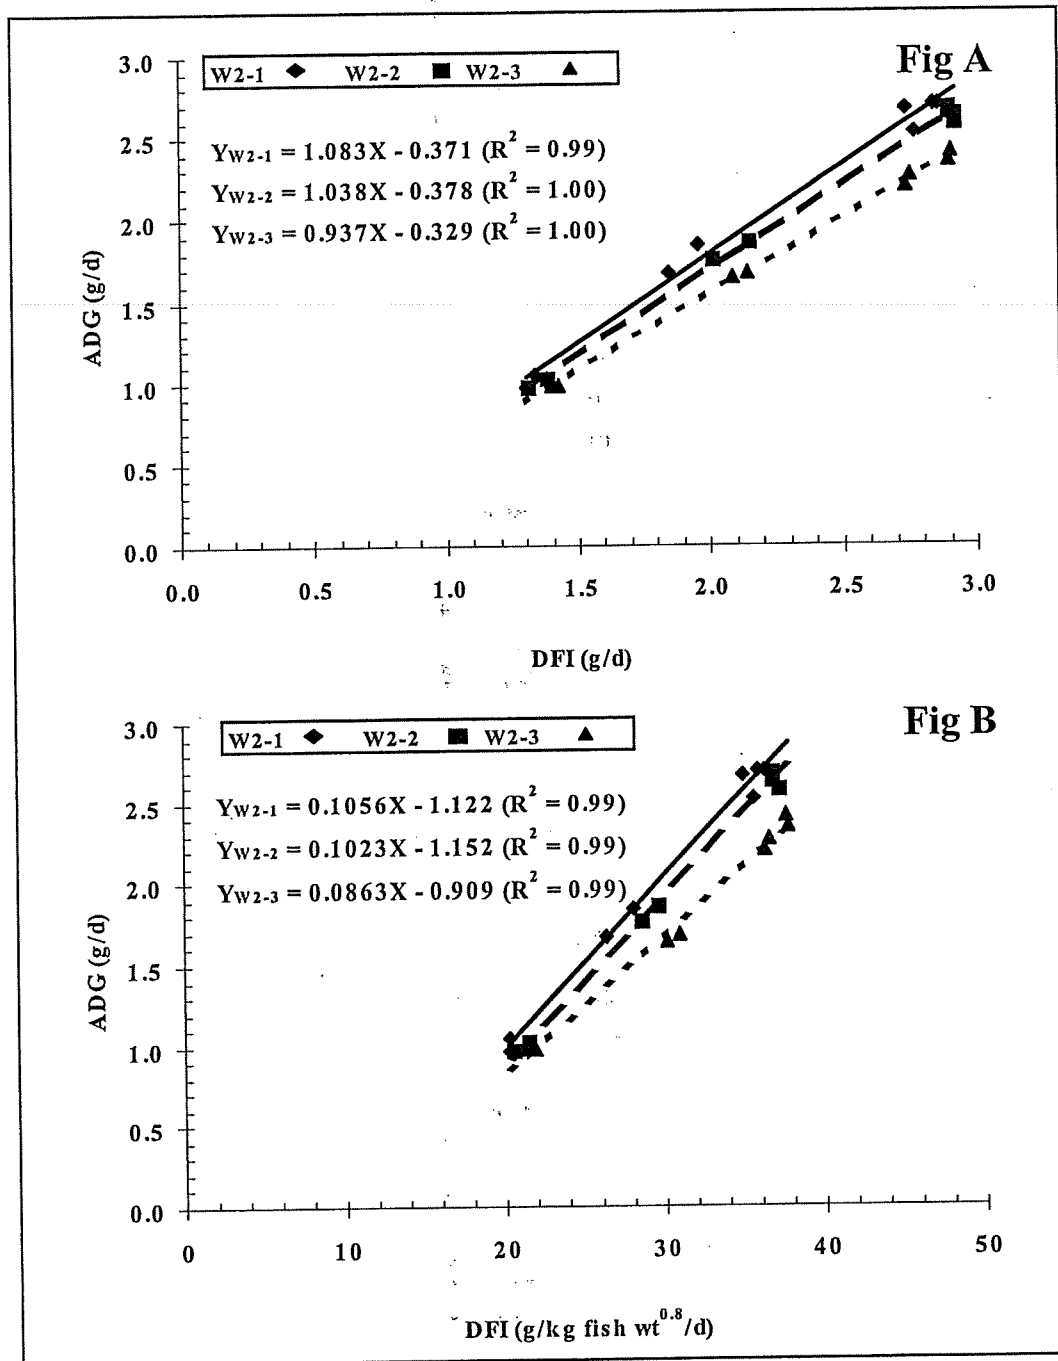 Fig A
W2-1 W2-2 W2-3
Y_W2-1 = 1.083X - 0.371 (R² = 0.99)
Y_W2-2 = 1.038X - 0.378 (R² = 1.00)
Y_W2-3 = 0.937X - 0.329 (R² = 1.00)
ADG (g/d)
3.0
2.5
2.0
1.5
1.0
0.5
0.0
0.0 0.5 1.0 1.5 2.0 2.5 3.0
DFI (g/d)
Fig B
W2-1 W2-2 W2-3
Y_W2-1 = 0.1056X - 1.122 (R² = 0.99)
Y_W2-2 = 0.1023X - 1.152 (R² = 0.99)
Y_W2-3 = 0.0863X - 0.909 (R² = 0.99)
ADG (g/d)
3.0
2.5
2.0
1.5
1.0
0.5
0.0
0 10 20 30 40 50
DFI (g/kg fish wt^0.8/d)